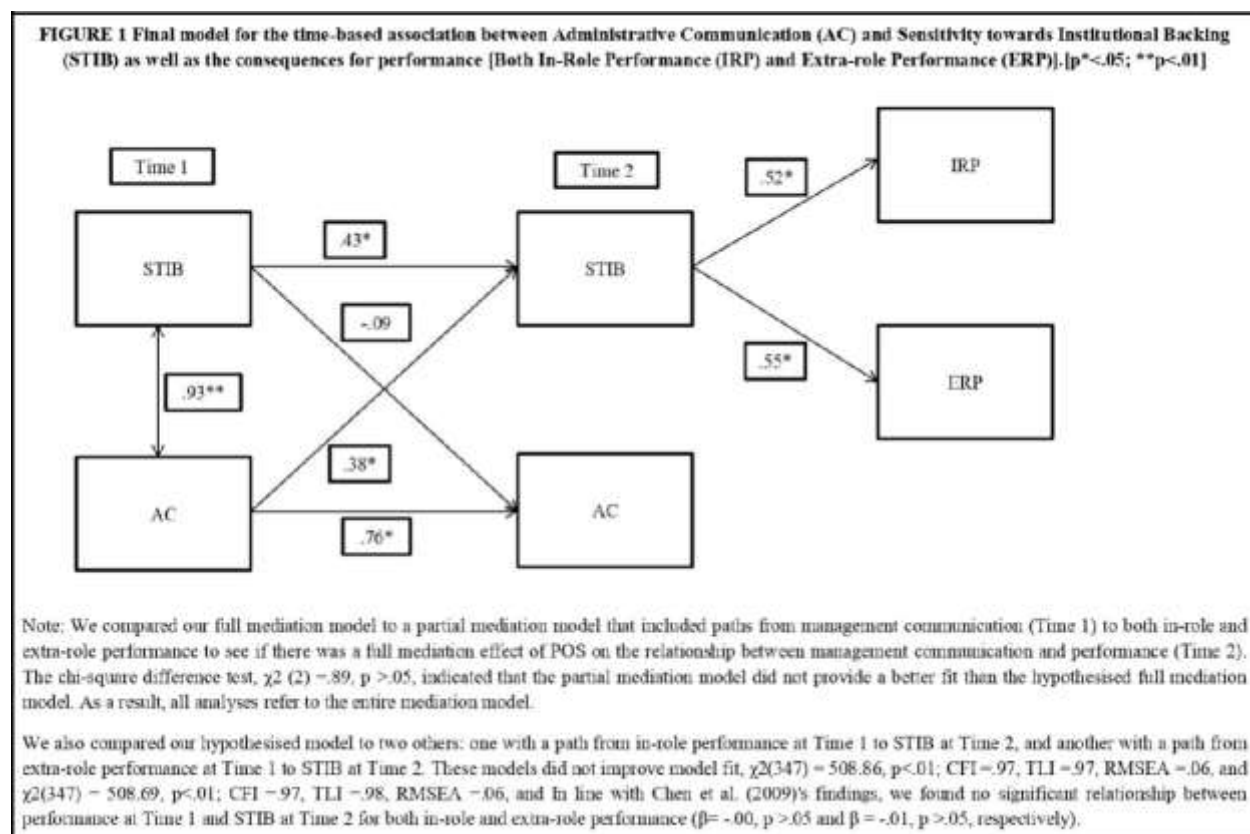 FIGURE 1 Final model for the time-based association between Administrative Communication (AC) and Sensitivity towards Institutional Backing
(STIB) as well as the consequences for performance [Both In-Role Performance (IRP) and Extra-role Performance (ERP)].[p*<.05; **p<.01]
Time 1
Time 2
IRP
.52*
STIB
.43*
STIB
-.09
.55*
ERP
.93**
.38*
AC
AC
.76*
Note: We compared our full mediation model to a partial mediation model that included paths from management communication (Time 1) to both in-role and
extra-role performance to see if there was a full mediation effect of POS on the relationship between management communication and performance (Time 2).
The chi-square difference test, χ2 (2) =.89, p >.05, indicated that the partial mediation model did not provide a better fit than the hypothesised full mediation
model. As a result, all analyses refer to the entire mediation model.
We also compared our hypothesised model to two others: one with a path from in-role performance at Time 1 to STIB at Time 2, and another with a path from
extra-role performance at Time 1 to STIB at Time 2. These models did not improve model fit, χ2(347) = 508.86, p<.01; CFI =.97, TLI =.97, RMSEA =.06, and
χ2(347) = 508.69, p<.01; CFI =.97, TLI =.98, RMSEA =.06, and In line with Chen et al. (2009)'s findings, we found no significant relationship between
performance at Time 1 and STIB at Time 2 for both in-role and extra-role performance (β= -.00, p >.05 and β = -.01, p >.05, respectively).